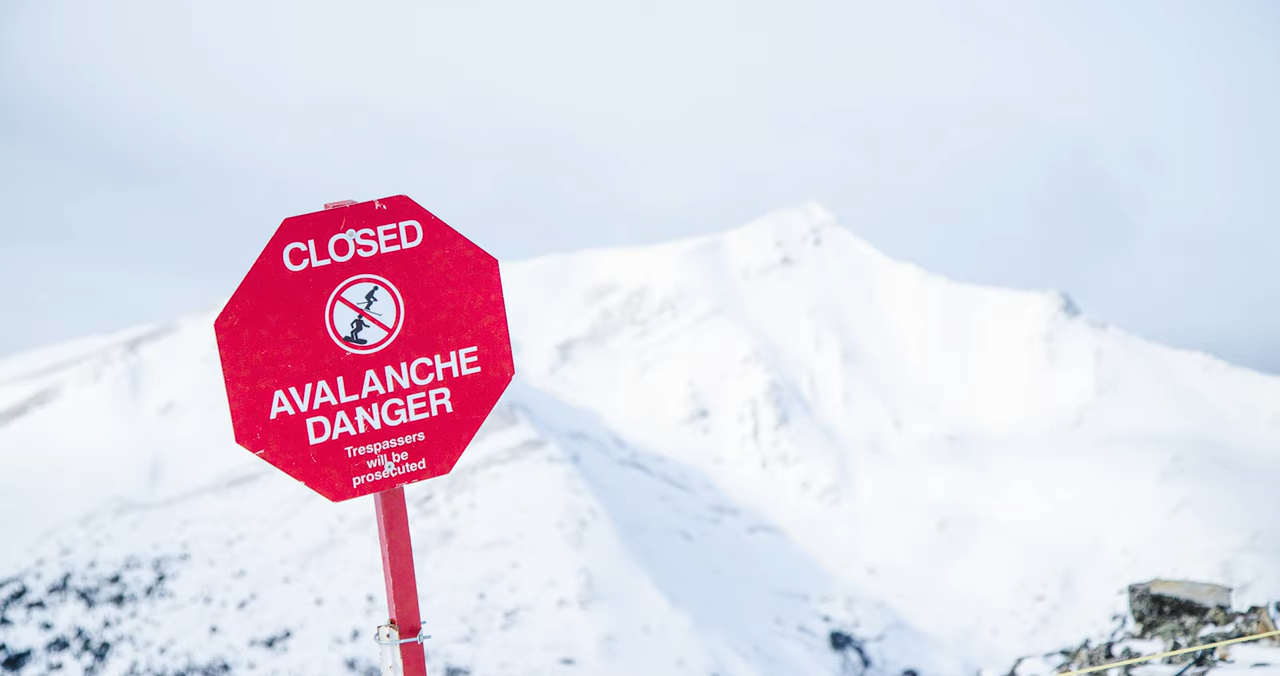 CLOSED
AVALANCHE
DANGER
Trespassers
will be
prosecuted